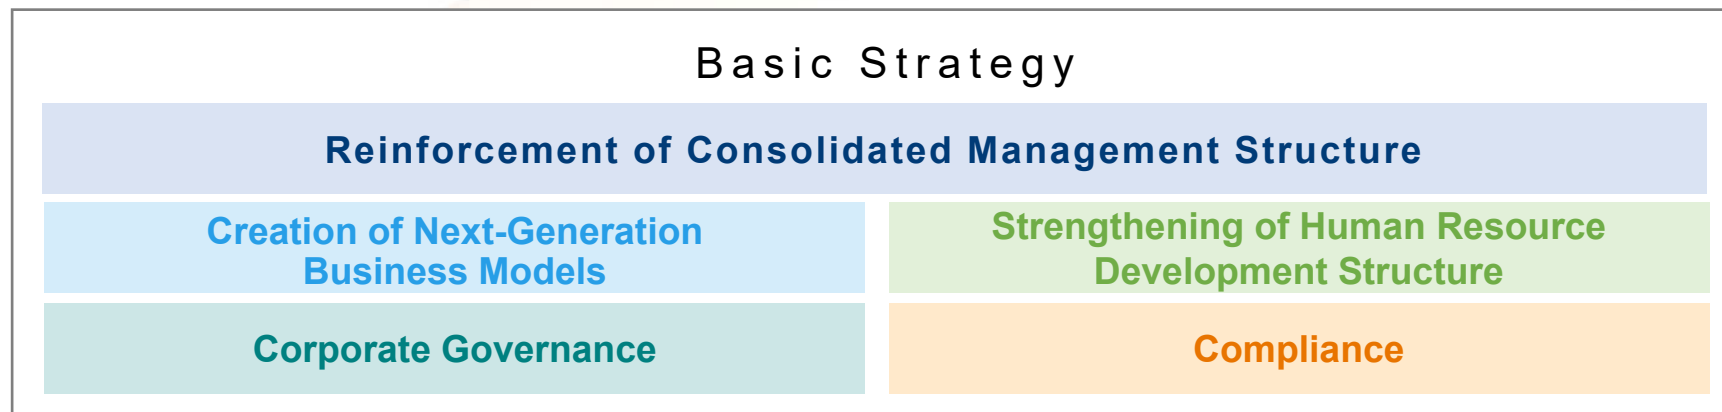 Basic Strategy
Reinforcement of Consolidated Management Structure
Creation of Next-Generation
Business Models
Strengthening of Human Resource
Development Structure
Corporate Governance
Compliance